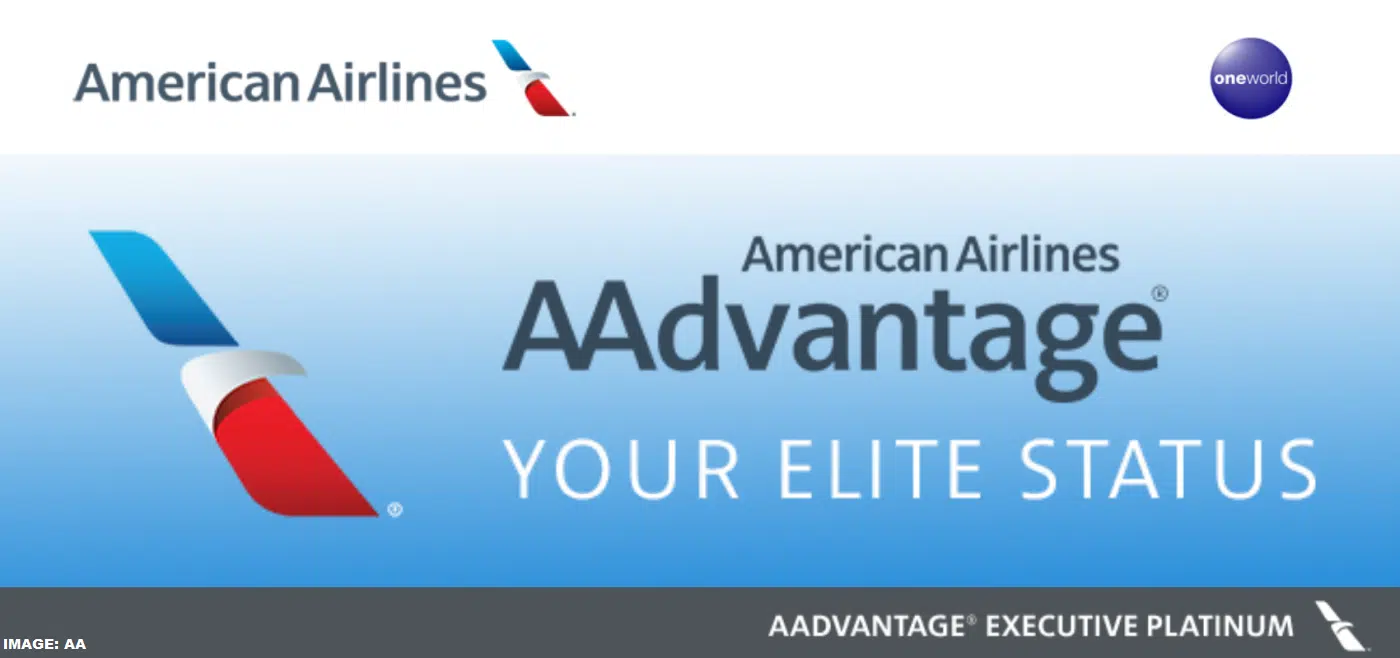 American Airlines
oneworld
American Airlines
AAdvantage®
YOUR ELITE STATUS
AADVANTAGE® EXECUTIVE PLATINUM
IMAGE: AA